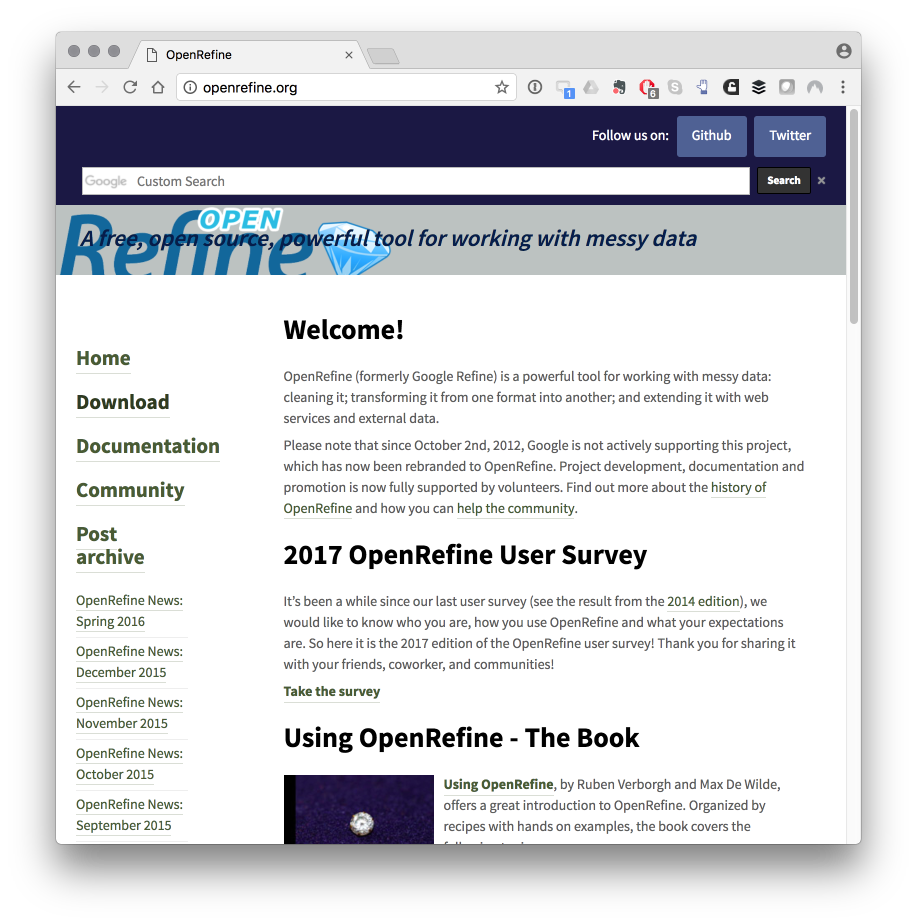 OpenRefine
openrefine.org
1
6
Follow us on:
Github
Twitter
Google Custom Search
Search
×
OPEN
Refine
A free, open source, powerful tool for working with messy data
Home
Download
Documentation
Community
Post
archive
OpenRefine News:
Spring 2016
OpenRefine News:
December 2015
OpenRefine News:
November 2015
OpenRefine News:
October 2015
OpenRefine News:
September 2015
Welcome!
OpenRefine (formerly Google Refine) is a powerful tool for working with messy data:
cleaning it; transforming it from one format into another; and extending it with web
services and external data.
Please note that since October 2nd, 2012, Google is not actively supporting this project,
which has now been rebranded to OpenRefine. Project development, documentation and
promotion is now fully supported by volunteers. Find out more about the history of
OpenRefine and how you can help the community.
2017 OpenRefine User Survey
It’s been a while since our last user survey (see the result from the 2014 edition), we
would like to know who you are, how you use OpenRefine and what your expectations
are. So here it is the 2017 edition of the OpenRefine user survey! Thank you for sharing it
with your friends, coworker, and communities!
Take the survey
Using OpenRefine - The Book
Using OpenRefine, by Ruben Verborgh and Max De Wilde,
offers a great introduction to OpenRefine. Organized by
recipes with hands on examples, the book covers the